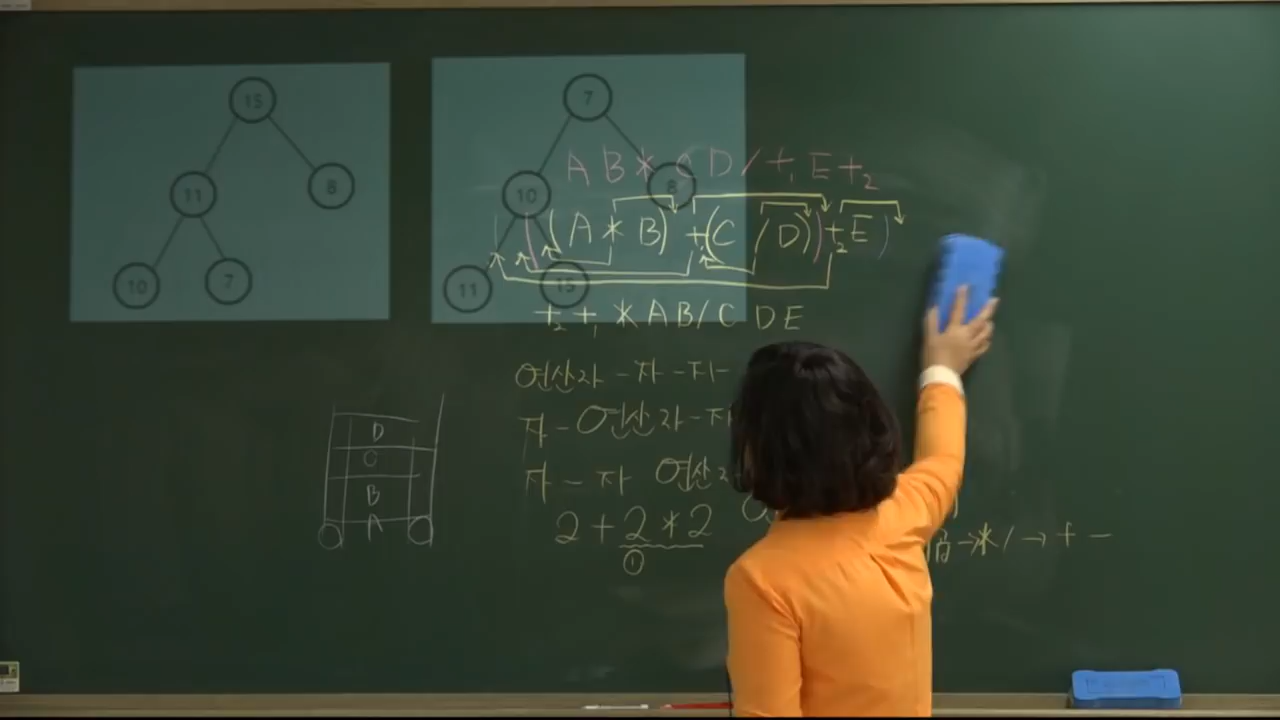 15
11 8
10 7
7
10 8
11 15
A B * C D / +₁ E +₂
( ( (A * B) +₁ (C / D) ) +₂ E )
+₂ +₁ * A B / C D E
연산자 - 자 - 자
자 - 연산자 - 자
자 - 자 연산
2 + 2 * 2
①
→ * / → + -
D
C
B
A